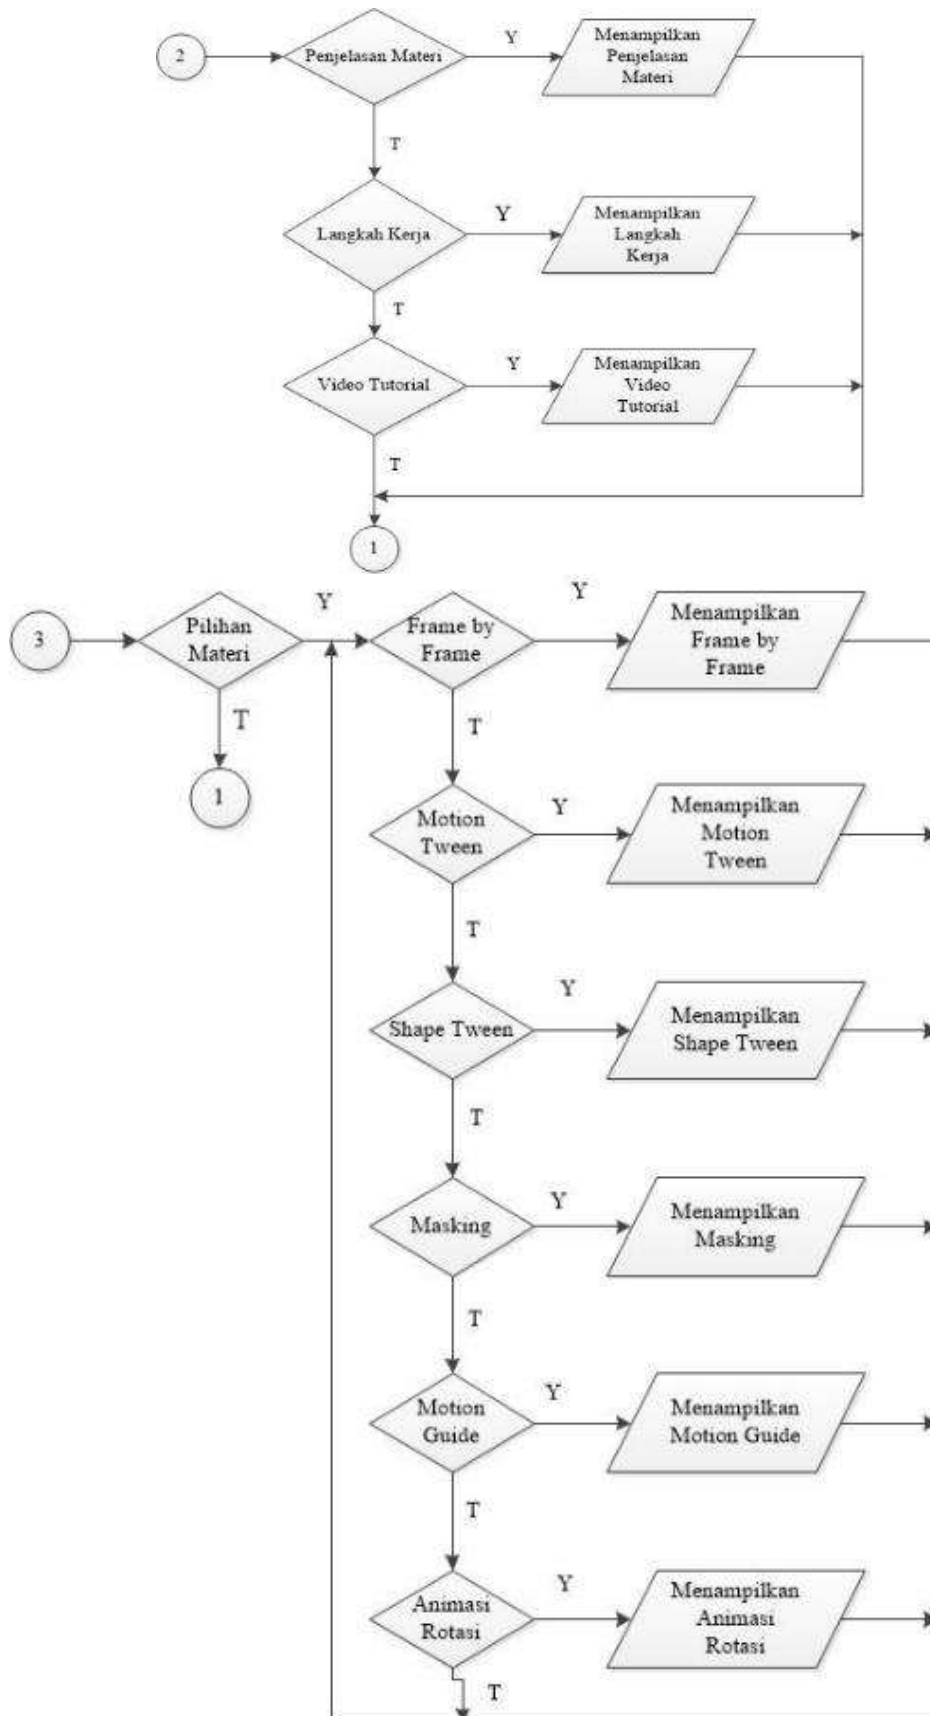 2
Penjelasan Materi
Y
Menampilkan
Penjelasan
Materi
T
Langkah Kerja
Y
Menampilkan
Langkah
Kerja
T
Video Tutorial
Y
Menampilkan
Video
Tutorial
T
1
3
Pilihan
Materi
Y
Frame by
Frame
Y
Menampilkan
Frame by
Frame
T
1
T
Motion
Tween
Y
Menampilkan
Motion
Tween
T
Shape Tween
Y
Menampilkan
Shape Tween
T
Masking
Y
Menampilkan
Masking
T
Motion
Guide
Y
Menampilkan
Motion Guide
T
Animasi
Rotasi
Y
Menampilkan
Animasi
Rotasi
T